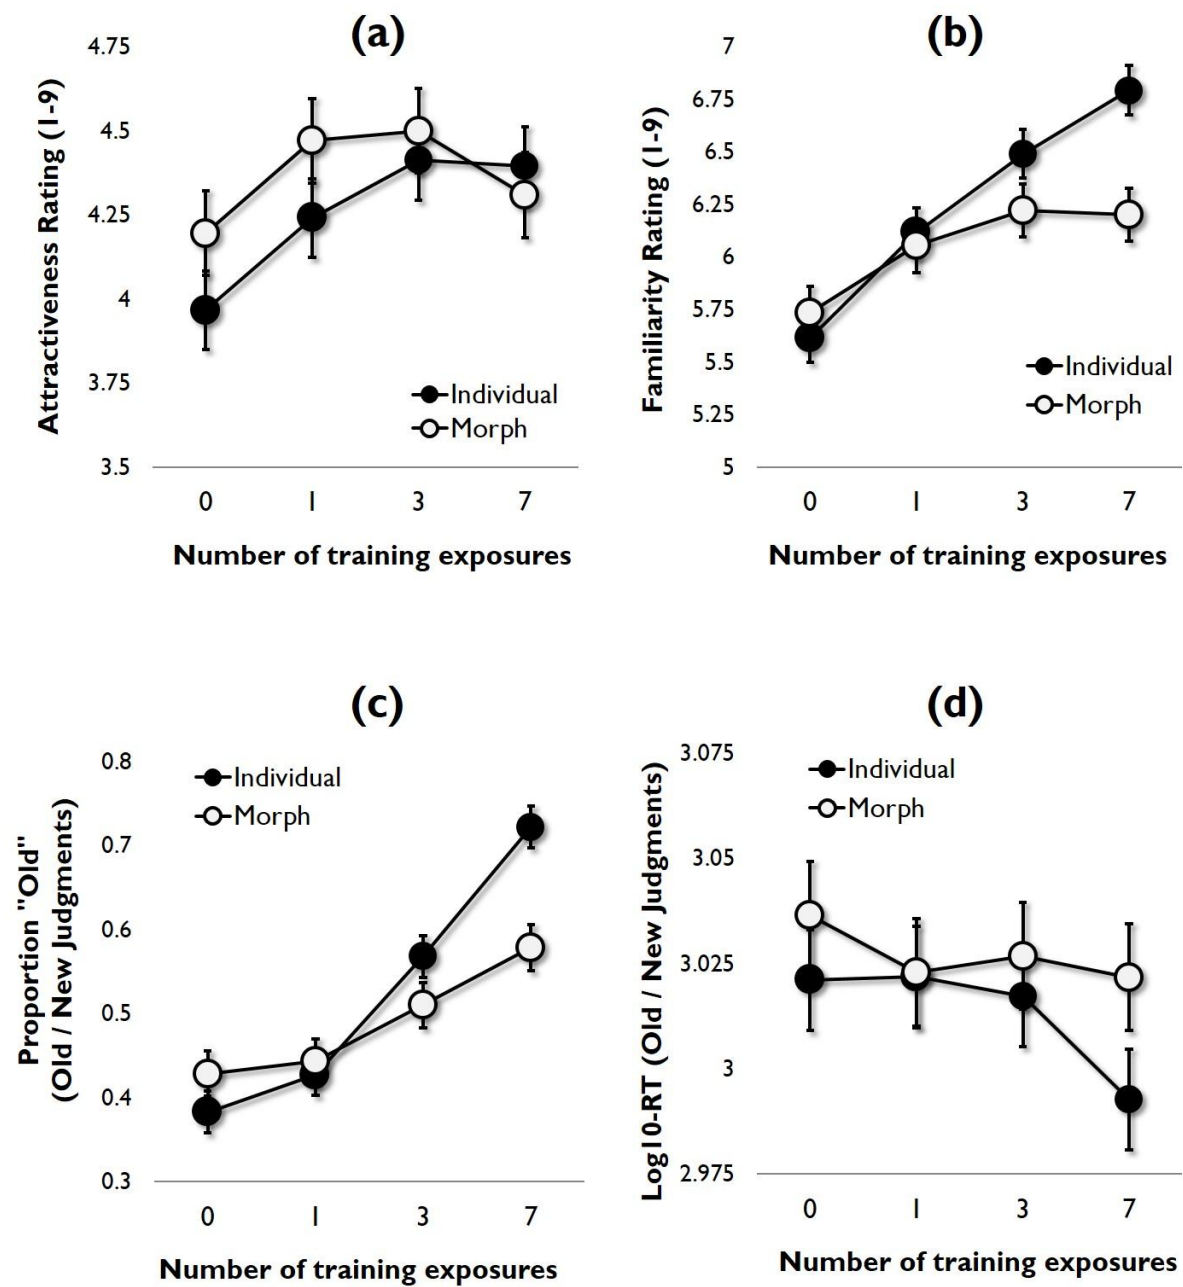 (a)
Attractiveness Rating (1-9)
4.75
4.5
4.25
4
3.75
3.5
Individual
Morph
0 1 3 7
Number of training exposures
(b)
Familiarity Rating (1-9)
7
6.75
6.5
6.25
6
5.75
5.5
5.25
5
Individual
Morph
0 1 3 7
Number of training exposures
(c)
Proportion "Old"
(Old / New Judgments)
0.8
0.7
0.6
0.5
0.4
0.3
Individual
Morph
0 1 3 7
Number of training exposures
(d)
Log10-RT (Old / New Judgments)
3.075
3.05
3.025
3
2.975
Individual
Morph
0 1 3 7
Number of training exposures